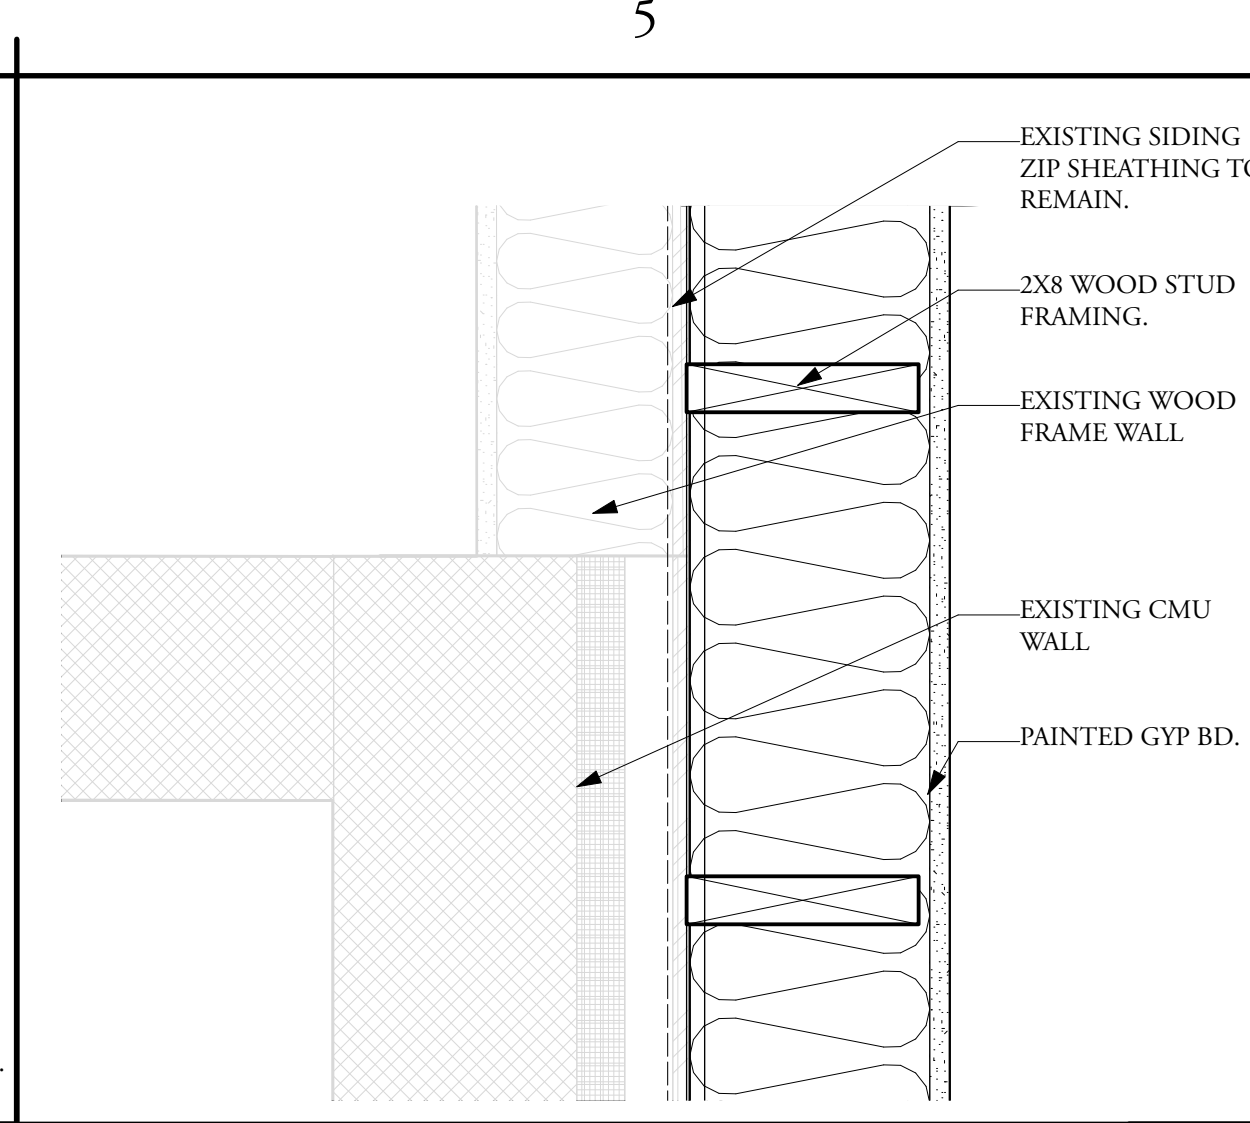 5
EXISTING SIDING
ZIP SHEATHING TO
REMAIN.
2X8 WOOD STUD
FRAMING.
EXISTING WOOD
FRAME WALL
EXISTING CMU
WALL
PAINTED GYP BD.
.